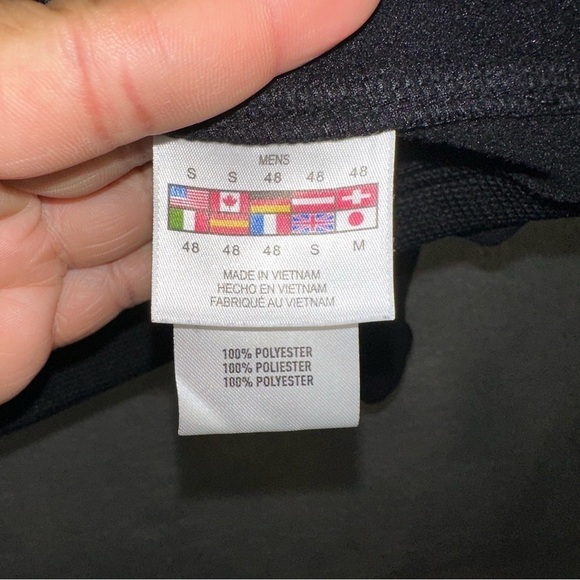 MENS
S S 48 48 48
48 48 48 S M
MADE IN VIETNAM
HECHO EN VIETNAM
FABRIQUÉ AU VIETNAM
100% POLYESTER
100% POLIESTER
100% POLYESTER